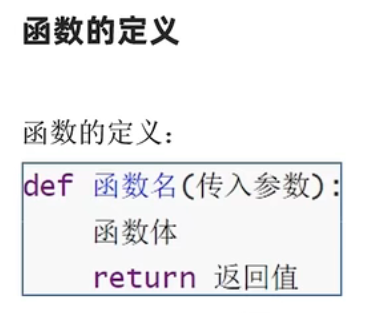 函数的定义
函数的定义：
def 函数名(传入参数):
    函数体
    return 返回值